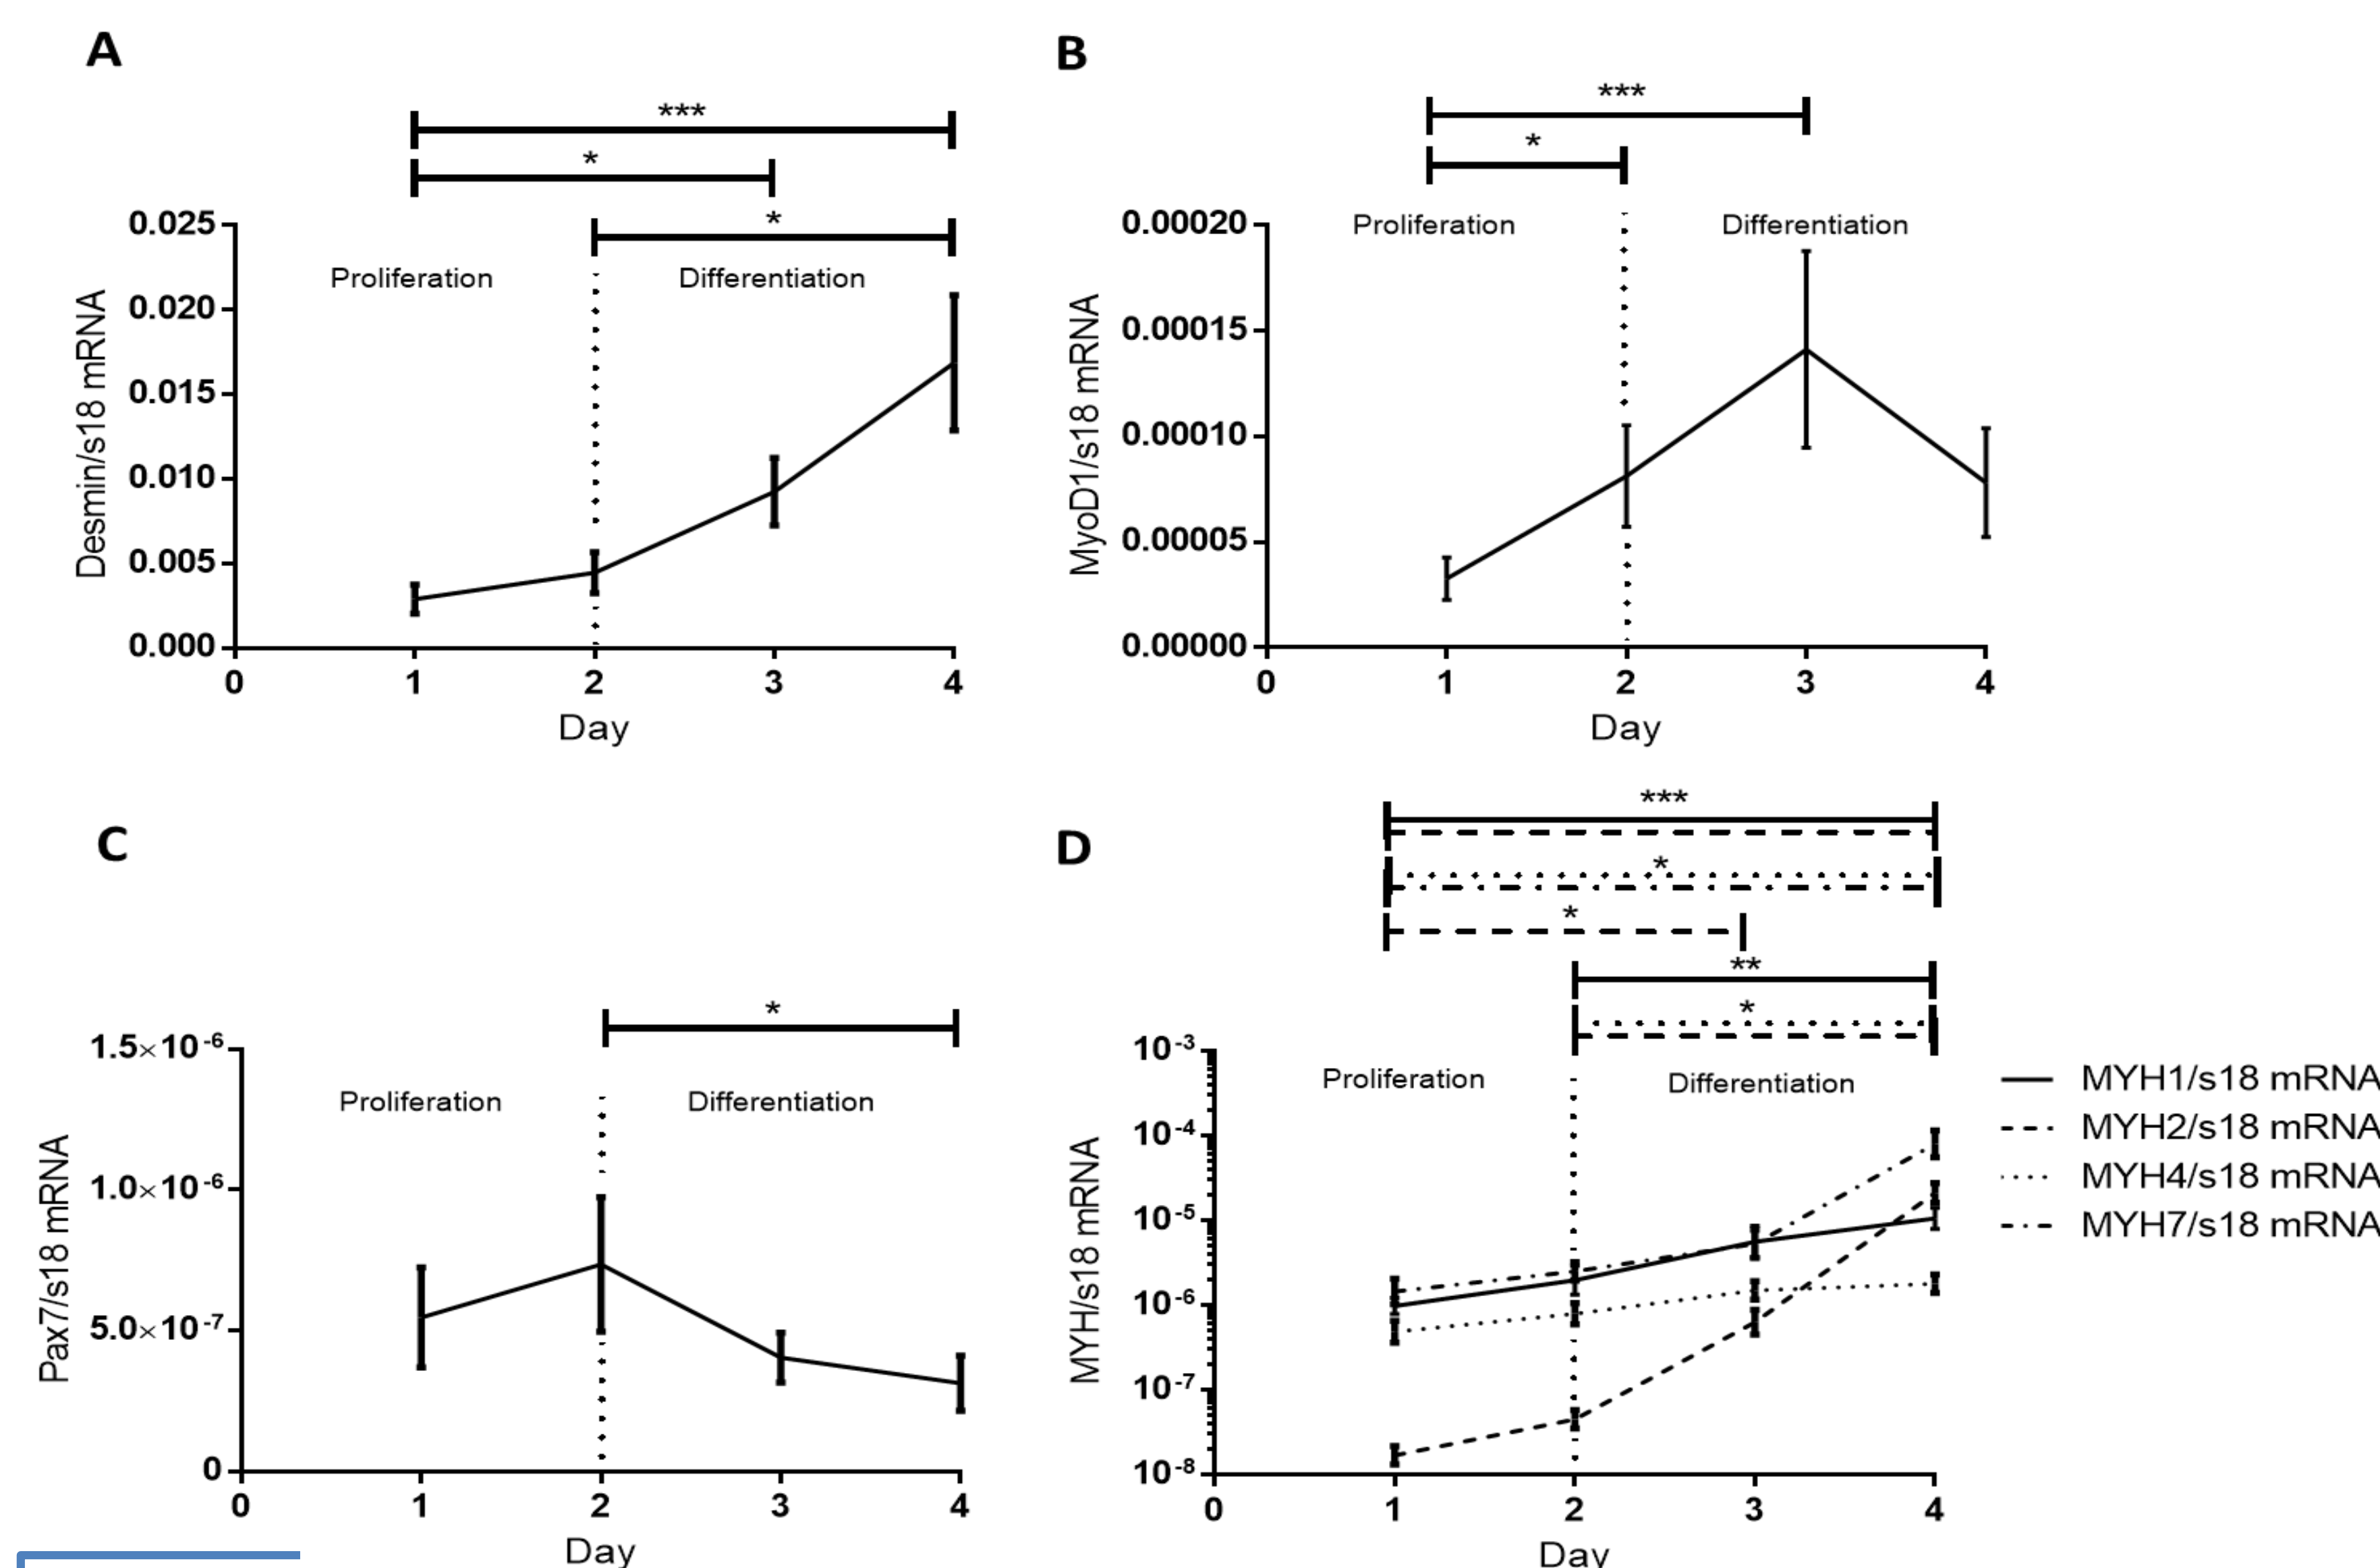 A
***
*
*
0.025
0.020
0.015
0.010
0.005
0.000
Desmin/s18 mRNA
Proliferation
Differentiation
0 1 2 3 4
Day
B
***
*
0.00020
0.00015
0.00010
0.00005
0.00000
MyoD1/s18 mRNA
Proliferation
Differentiation
0 1 2 3 4
Day
C
*
1.5×10⁻⁶
1.0×10⁻⁶
5.0×10⁻⁷
0
Pax7/s18 mRNA
Proliferation
Differentiation
0 1 2 3 4
Day
D
***
*
*
**
*
10⁻³
10⁻⁴
10⁻⁵
10⁻⁶
10⁻⁷
10⁻⁸
MYH/s18 mRNA
Proliferation
Differentiation
0 1 2 3 4
Day
MYH1/s18 mRNA
MYH2/s18 mRNA
MYH4/s18 mRNA
MYH7/s18 mRNA